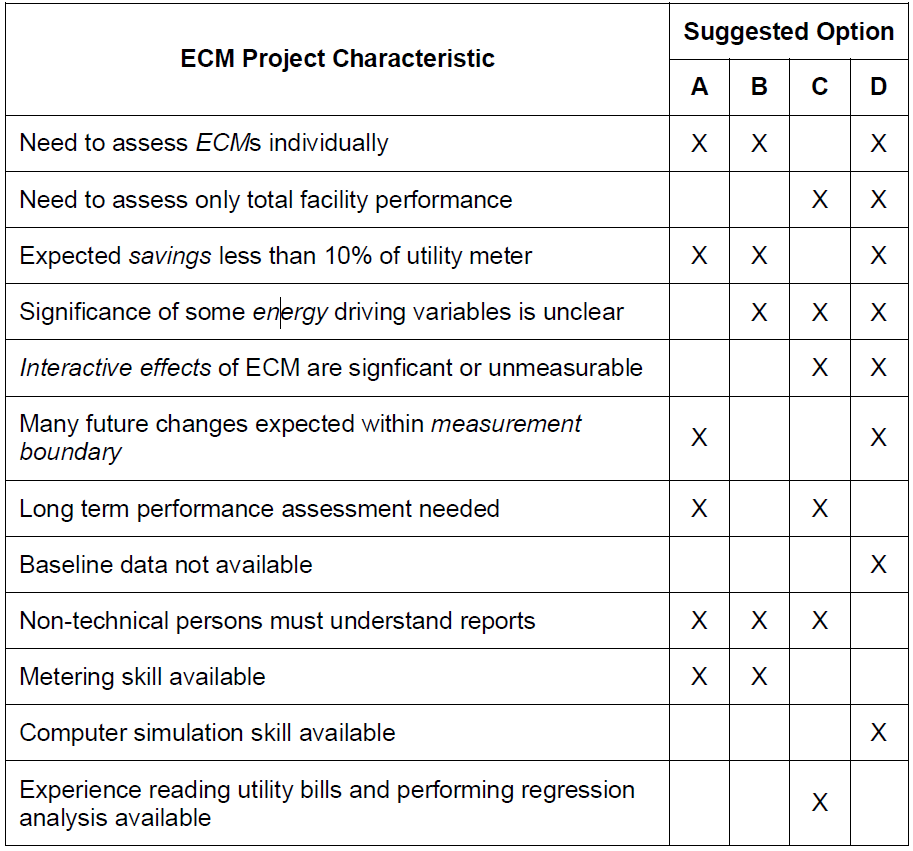 ECM Project Characteristic
Suggested Option
A B C D
Need to assess ECMs individually X X X
Need to assess only total facility performance X X
Expected savings less than 10% of utility meter X X X
Significance of some energy driving variables is unclear X X X
Interactive effects of ECM are signficant or unmeasurable X X
Many future changes expected within measurement
boundary X X
Long term performance assessment needed X X
Baseline data not available X
Non-technical persons must understand reports X X X
Metering skill available X X
Computer simulation skill available X
Experience reading utility bills and performing regression
analysis available X